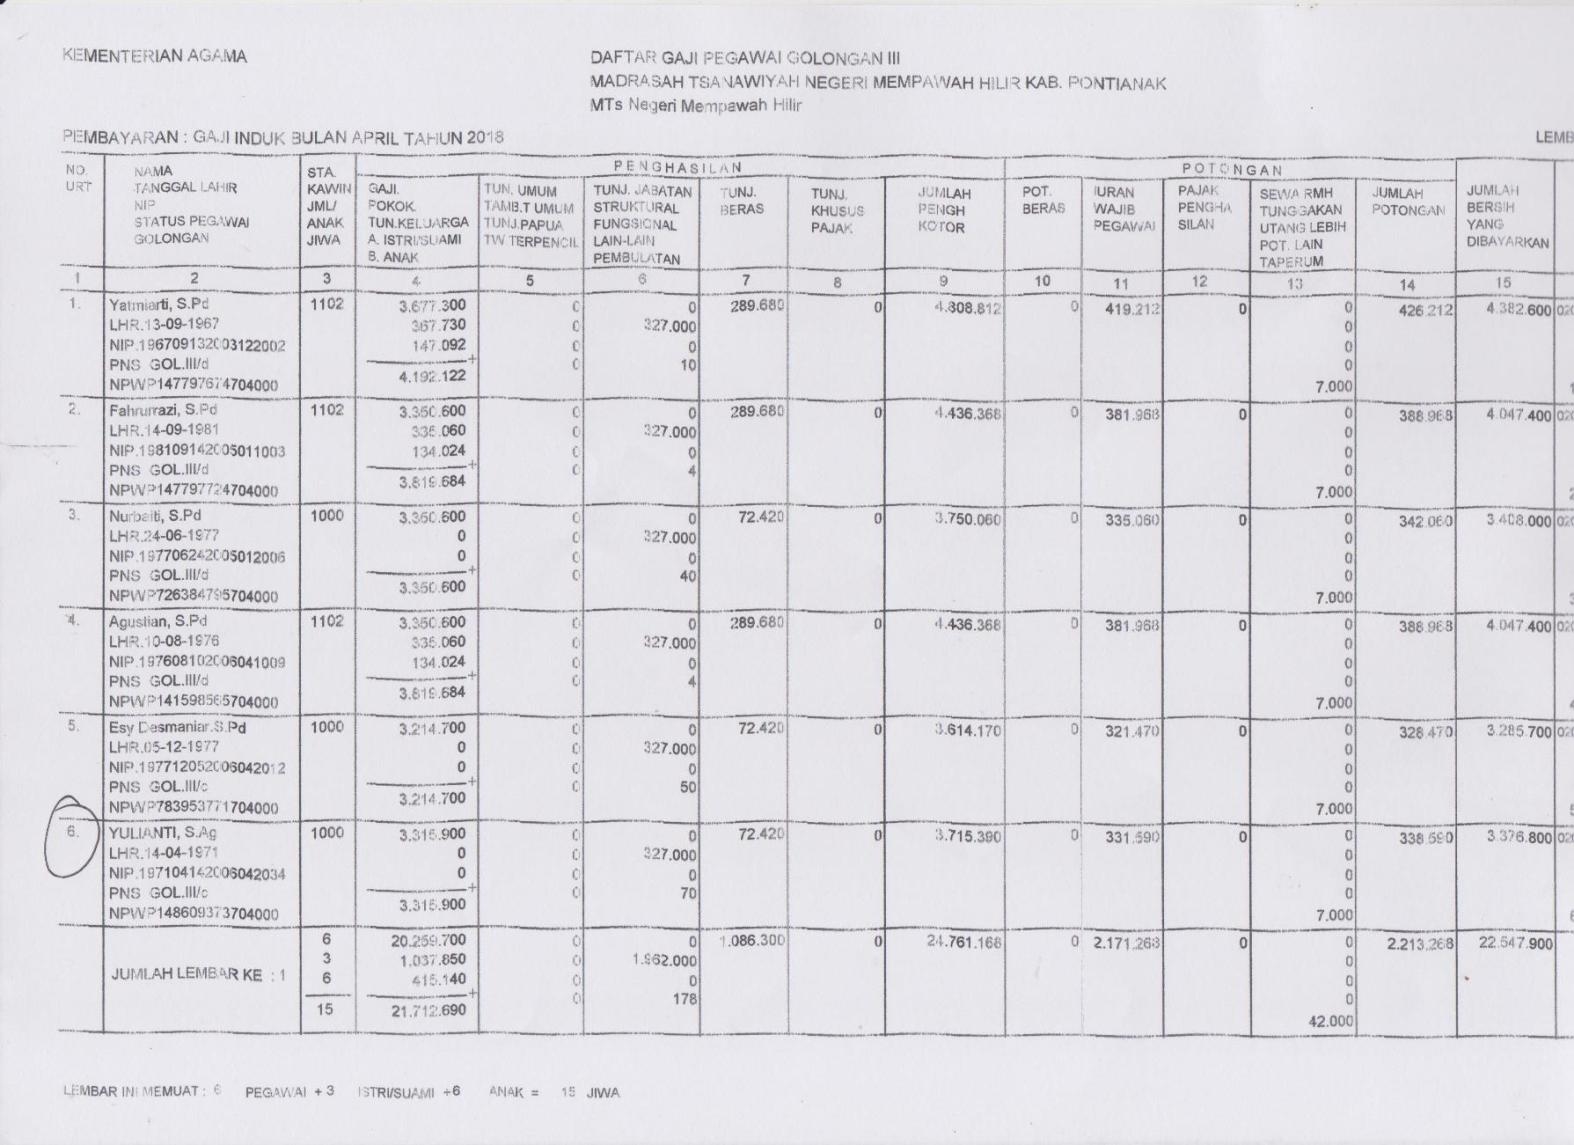 KEMENTERIAN AGAMA
DAFTAR GAJI PEGAWAI GOLONGAN III
MADRASAH TSANAWIYAH NEGERI MEMPAWAH HILIR KAB. PONTIANAK
MTs Negeri Mempawah Hilir
PEMBAYARAN : GAJI INDUK BULAN APRIL TAHUN 2018 LEMB
NO. URT
NAMA TANGGAL LAHIR NIP STATUS PEGAWAI GOLONGAN
STA. KAWIN JML/ ANAK JIWA
PENGHASILAN
GAJI. POKOK. TUN.KELUARGA A. ISTRI/SUAMI B. ANAK
TUN. UMUM TAMB.T UMUM TUNJ.PAPUA TW TERPENCIL
TUNJ. JABATAN STRUKTURAL FUNGSIONAL LAIN-LAIN PEMBULATAN
TUNJ. BERAS
TUNJ. KHUSUS PAJAK
JUMLAH PENGH KOTOR
POTONGAN
POT. BERAS
IURAN WAJIB PEGAWAI
PAJAK PENGHA SILAN
SEWA RMH TUNGGAKAN UTANG LEBIH POT. LAIN TAPERUM
JUMLAH POTONGAN
JUMLAH BERSIH YANG DIBAYARKAN
1 2 3 4 5 6 7 8 9 10 11 12 13 14 15
1. Yatmiarti, S.Pd 1102 3.677.300 0 0 289.680 0 4.808.812 0 419.212 0 0 426.212 4.382.600 020
LHR.13-09-1967 367.730 0 327.000 0
NIP.196709132003122002 147.092 0 0 0
PNS GOL.III/d + 0 10 0
NPWP147797674704000 4.192.122 7.000 1
2. Fahrurrazi, S.Pd 1102 3.350.600 0 0 289.680 0 4.436.368 0 381.968 0 0 388.968 4.047.400 020
LHR.14-09-1981 335.060 0 327.000 0
NIP.198109142005011003 134.024 0 0 0
PNS GOL.III/d + 0 4 0
NPWP147797724704000 3.819.684 7.000 2
3. Nurbaiti, S.Pd 1000 3.350.600 0 0 72.420 0 3.750.060 0 335.060 0 0 342.060 3.408.000 020
LHR.24-06-1977 0 0 327.000 0
NIP.197706242005012006 0 0 0 0
PNS GOL.III/d + 0 40 0
NPWP726384795704000 3.350.600 7.000 3
4. Agustian, S.Pd 1102 3.350.600 0 0 289.680 0 4.436.368 0 381.968 0 0 388.968 4.047.400 020
LHR.10-08-1976 335.060 0 327.000 0
NIP.197608102006041009 134.024 0 0 0
PNS GOL.III/d + 0 4 0
NPWP141598565704000 3.819.684 7.000 4
5. Esy Desmaniar.S.Pd 1000 3.214.700 0 0 72.420 0 3.614.170 0 321.470 0 0 328.470 3.285.700 020
LHR.05-12-1977 0 0 327.000 0
NIP.197712052006042012 0 0 0 0
PNS GOL.III/c + 0 50 0
NPWP783953771704000 3.214.700 7.000 5
6. YULIANTI, S.Ag 1000 3.315.900 0 0 72.420 0 3.715.390 0 331.590 0 0 338.590 3.376.800 020
LHR.14-04-1971 0 0 327.000 0
NIP.197104142006042034 0 0 0 0
PNS GOL.III/c + 0 70 0
NPWP148609373704000 3.315.900 7.000 6
6 20.259.700 0 0 1.086.300 0 24.761.168 0 2.171.268 0 0 2.213.268 22.547.900
3 1.037.850 0 1.962.000 0
JUMLAH LEMBAR KE : 1 6 415.140 0 0 0
+ 0 178 0
15 21.712.690 42.000
LEMBAR INI MEMUAT : 6 PEGAWAI + 3 ISTRI/SUAMI +6 ANAK = 15 JIWA